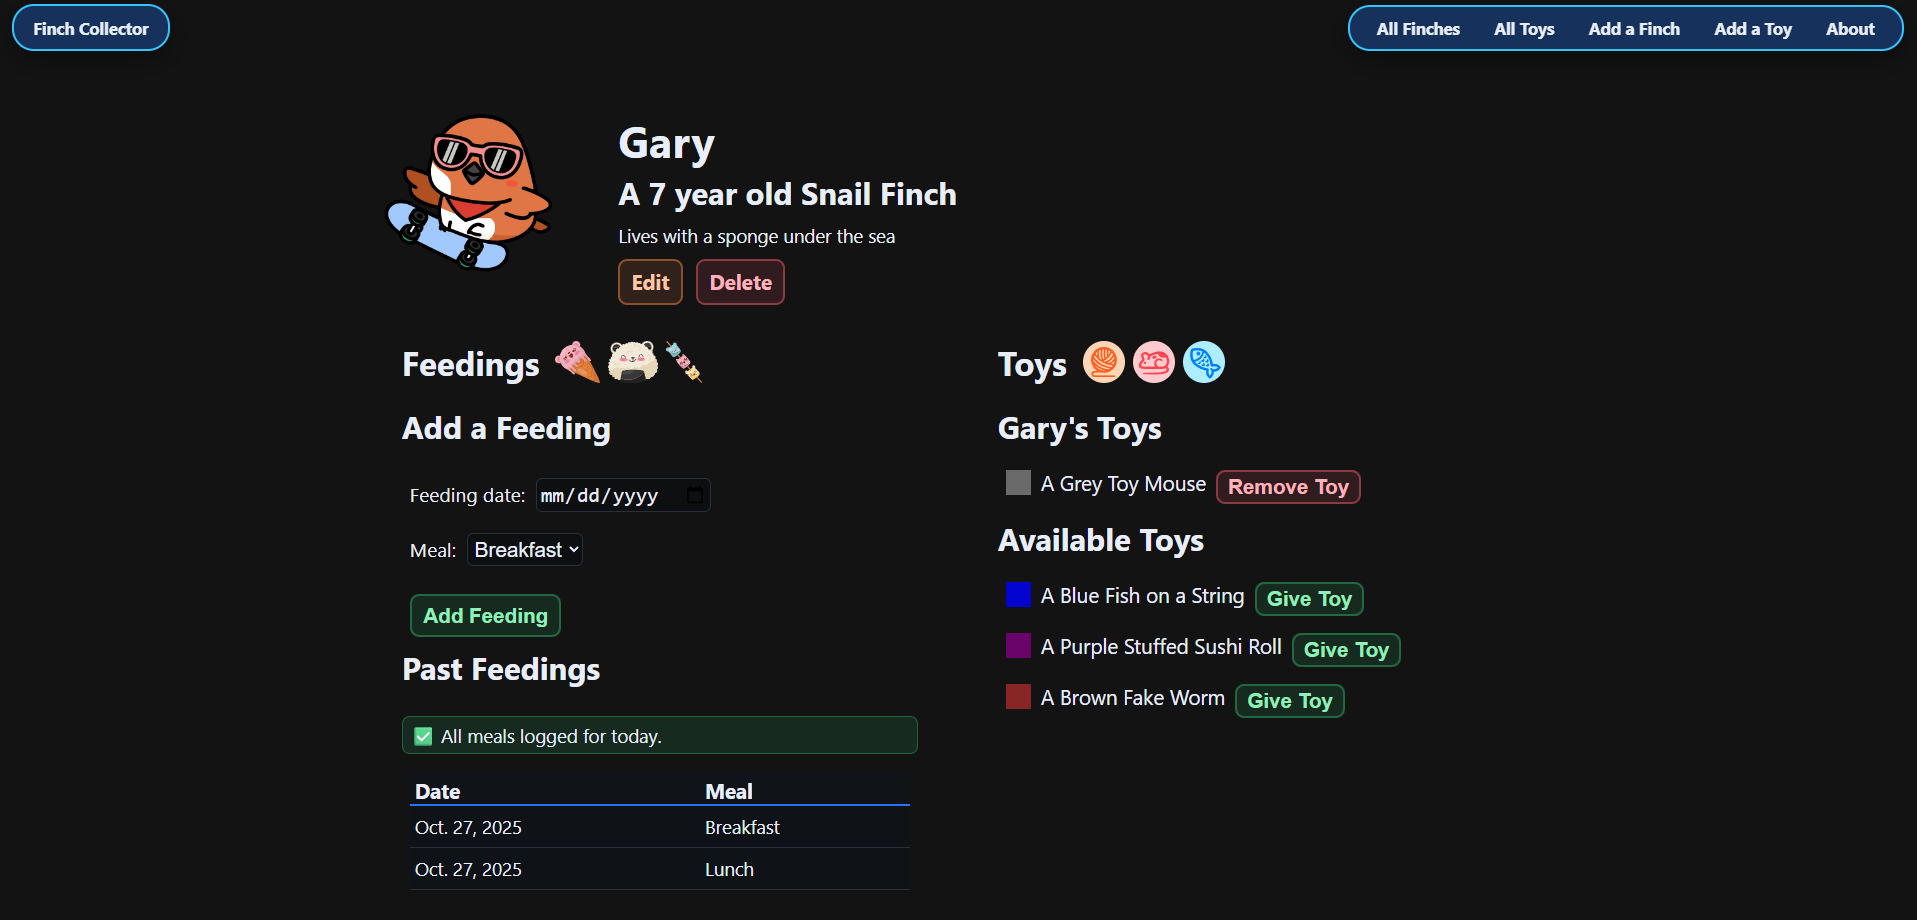 Finch Collector
All Finches All Toys Add a Finch Add a Toy About
Gary
A 7 year old Snail Finch
Lives with a sponge under the sea
Edit Delete
Feedings
Add a Feeding
Feeding date: mm/dd/yyyy
Meal: Breakfast
Add Feeding
Past Feedings
All meals logged for today.
Date Meal
Oct. 27, 2025 Breakfast
Oct. 27, 2025 Lunch
Toys
Gary's Toys
A Grey Toy Mouse Remove Toy
Available Toys
A Blue Fish on a String Give Toy
A Purple Stuffed Sushi Roll Give Toy
A Brown Fake Worm Give Toy